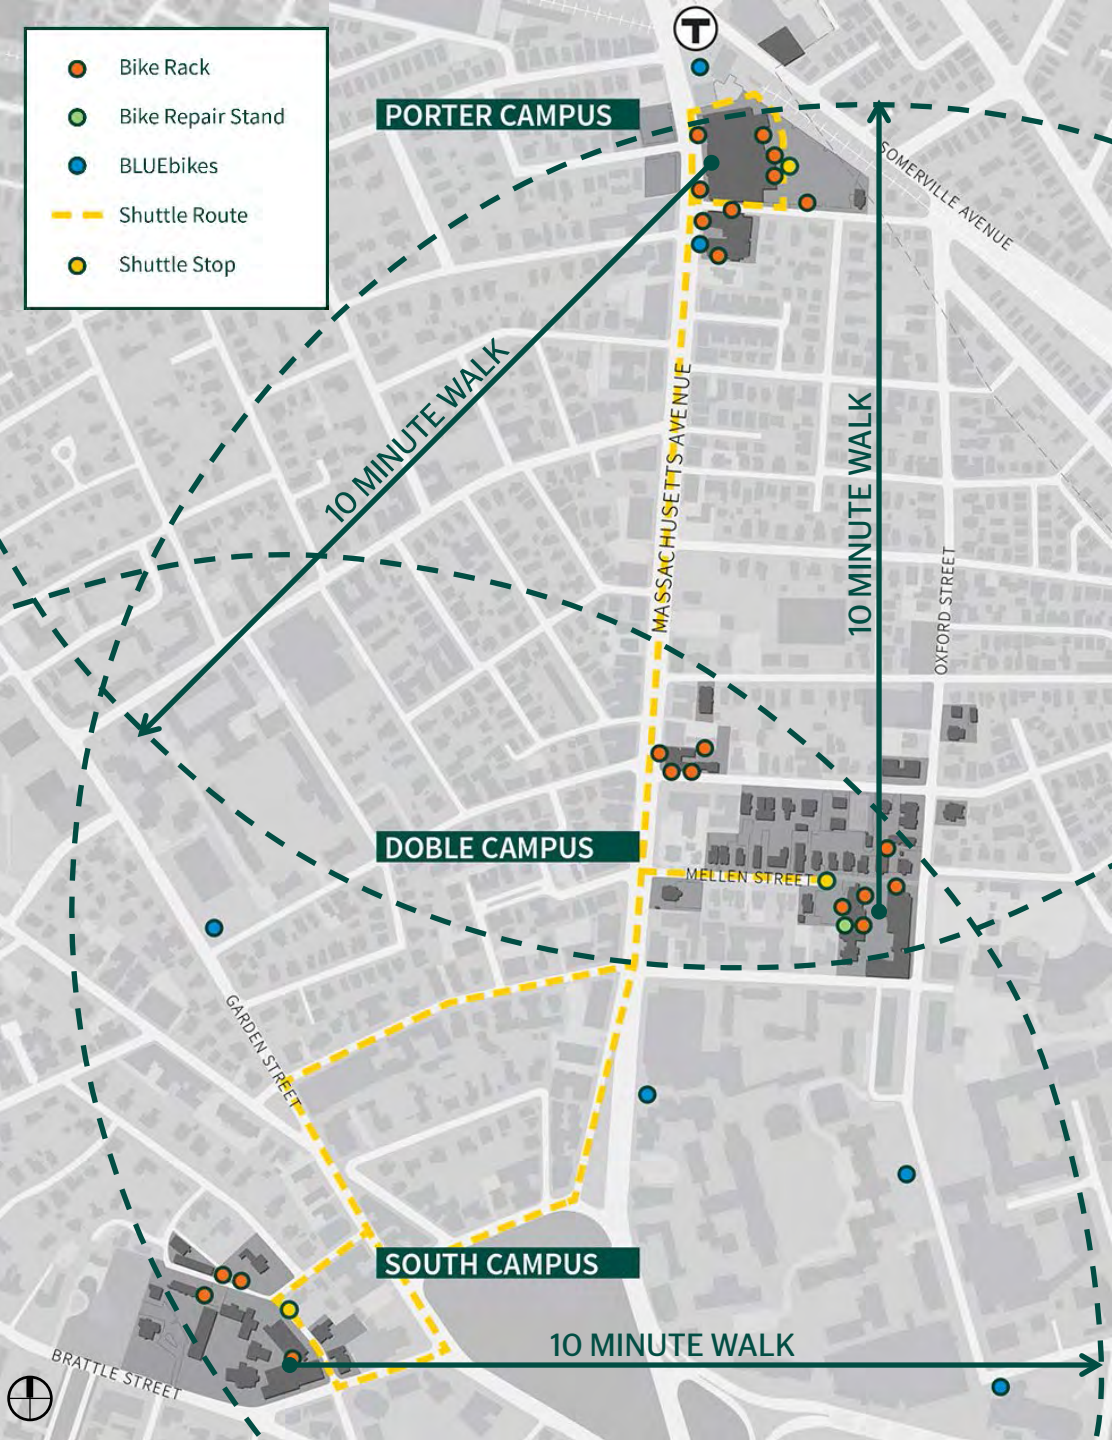 T
Bike Rack
Bike Repair Stand
BLUEbikes
Shuttle Route
Shuttle Stop
PORTER CAMPUS
SOMERVILLE AVENUE
10 MINUTE WALK
MASSACHUSETTS AVENUE
10 MINUTE WALK
OXFORD STREET
DOBLE CAMPUS
MELLEN STREET
GARDEN STREET
SOUTH CAMPUS
10 MINUTE WALK
BRATTLE STREET